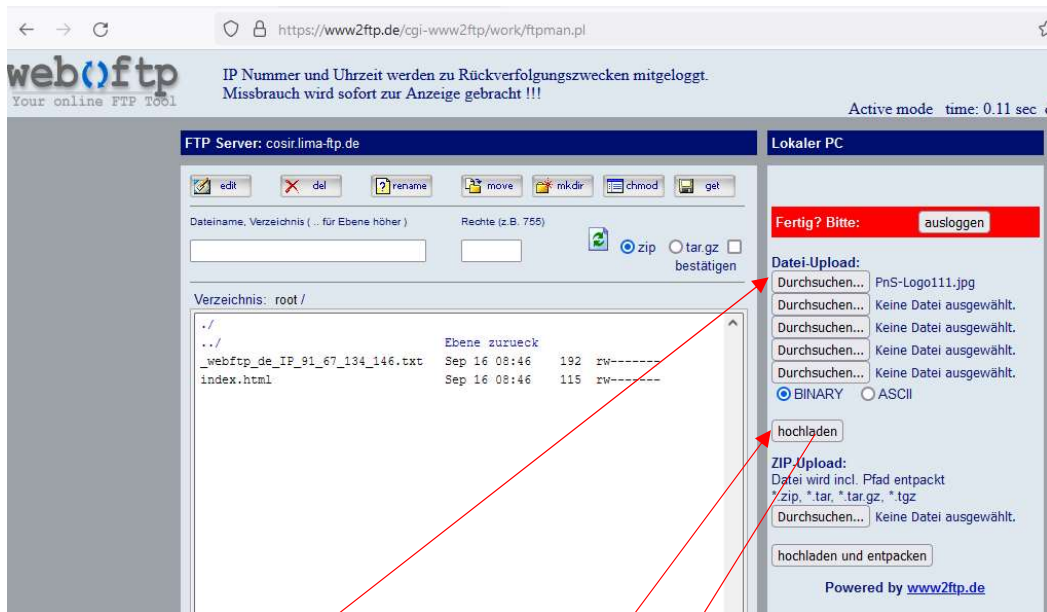 https://www2ftp.de/cgi-www2ftp/work/ftpman.pl
web()ftp
Your online FTP Tool
IP Nummer und Uhrzeit werden zu Rückverfolgungszwecken mitgeloggt.
Missbrauch wird sofort zur Anzeige gebracht !!!
Active mode time: 0.11 sec
FTP Server: cosir.lima-ftp.de
edit del rename move mkdir chmod get
Dateiname, Verzeichnis ( .. für Ebene höher ) Rechte (z.B. 755)
zip tar.gz
bestätigen
Verzeichnis: root /
./
../ Ebene zurueck
_webftp_de_IP_91_67_134_146.txt Sep 16 08:46 192 rw-------
index.html Sep 16 08:46 115 rw-------
Lokaler PC
Fertig? Bitte: ausloggen
Datei-Upload:
Durchsuchen... PnS-Logo111.jpg
Durchsuchen... Keine Datei ausgewählt.
Durchsuchen... Keine Datei ausgewählt.
Durchsuchen... Keine Datei ausgewählt.
Durchsuchen... Keine Datei ausgewählt.
BINARY ASCII
hochladen
ZIP-Upload:
Datei wird incl. Pfad entpackt
*.zip, *.tar, *.tar.gz, *.tgz
Durchsuchen... Keine Datei ausgewählt.
hochladen und entpacken
Powered by www2ftp.de